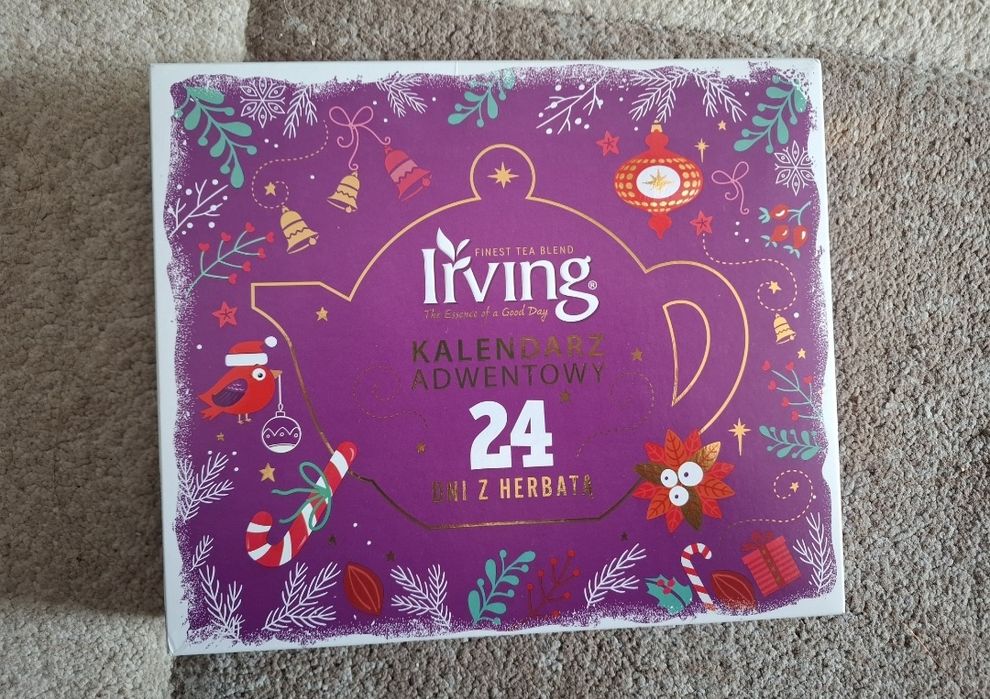 FINEST TEA BLEND
Irving®
The Essence of a Good Day
KALENDARZ
ADWENTOWY
24
DNI Z HERBATĄ